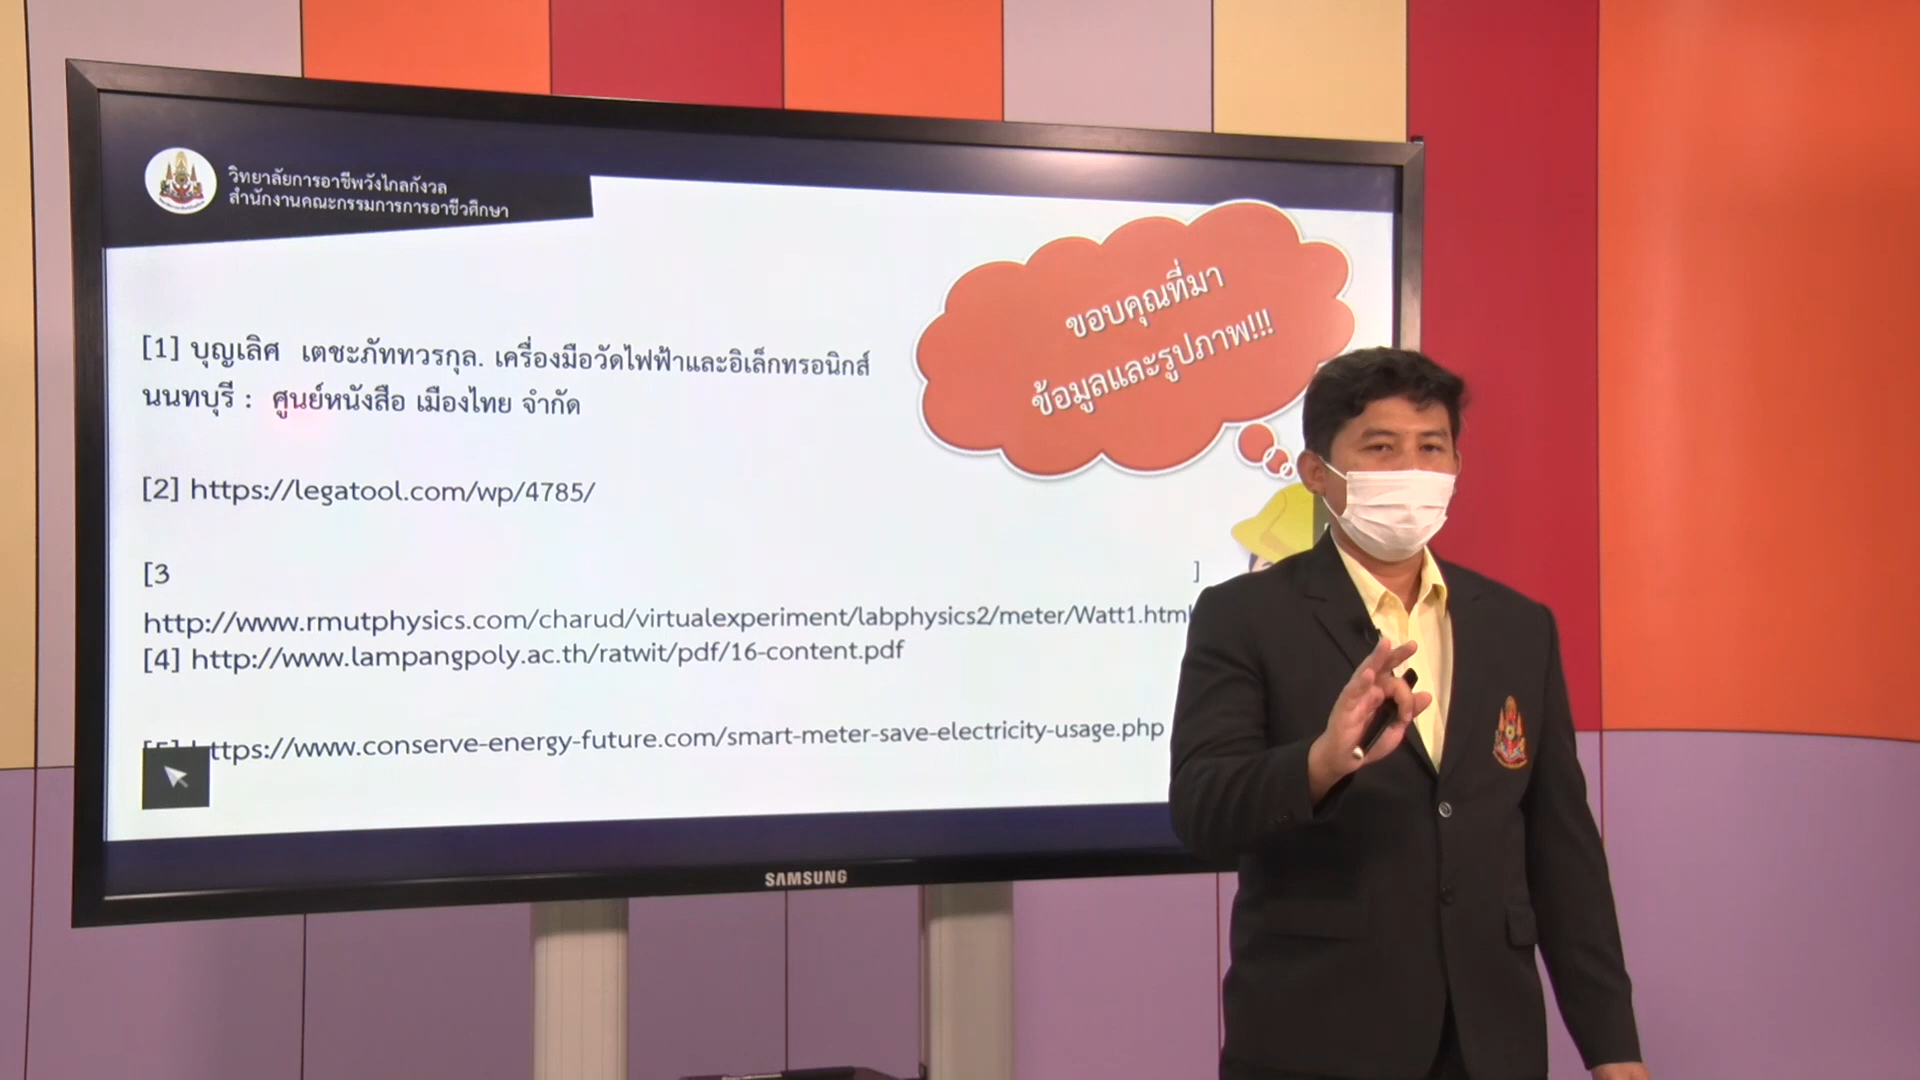 วิทยาลัยการอาชีพวังไกลกังวล
สำนักงานคณะกรรมการการอาชีวศึกษา
ขอบคุณที่มา
ข้อมูลและรูปภาพ!!!
[1] บุญเลิศ เตชะภัททวรกุล. เครื่องมือวัดไฟฟ้าและอิเล็กทรอนิกส์
นนทบุรี : ศูนย์หนังสือ เมืองไทย จำกัด
[2] https://legatool.com/wp/4785/
[3 ]
http://www.rmutphysics.com/charud/virtualexperiment/labphysics2/meter/Watt1.html
[4] http://www.lampangpoly.ac.th/ratwit/pdf/16-content.pdf
[5] https://www.conserve-energy-future.com/smart-meter-save-electricity-usage.php
SAMSUNG